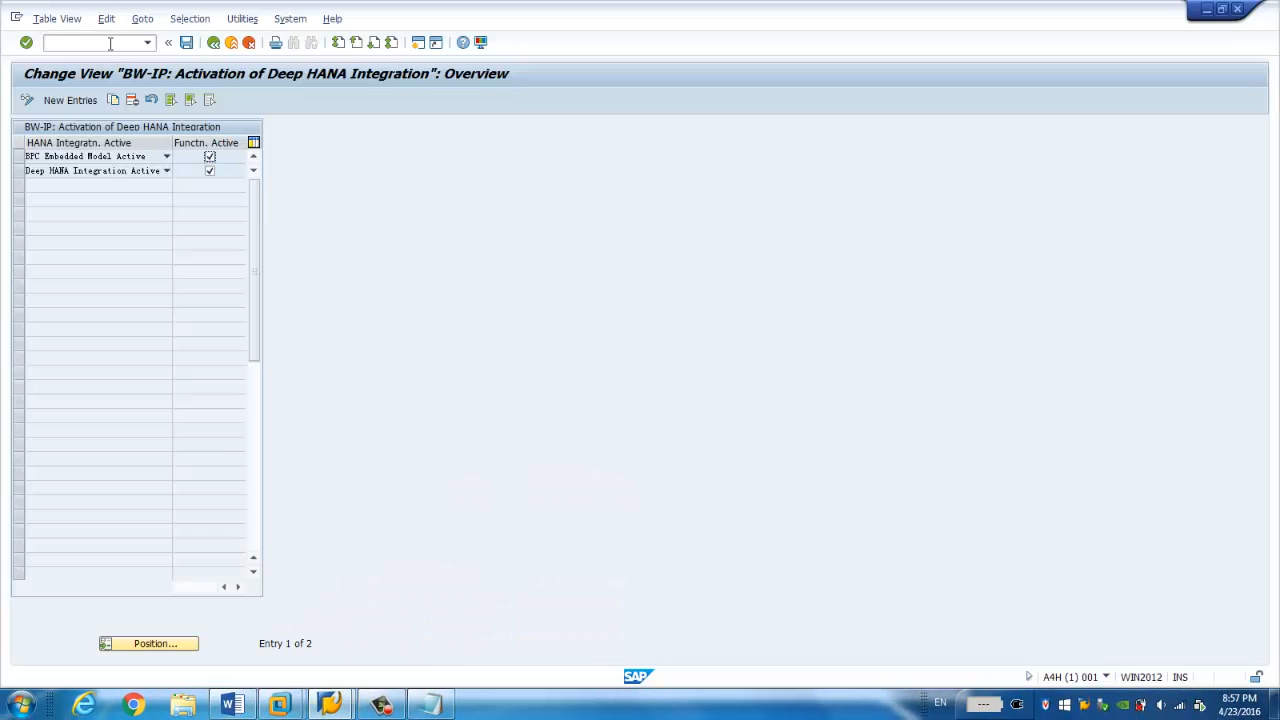 Table View Edit Goto Selection Utilities System Help
Change View "BW-IP: Activation of Deep HANA Integration": Overview
New Entries
BW-IP: Activation of Deep HANA Integration
HANA Integratn. Active Functn. Active
BPC Embedded Model Active
Deep HANA Integration Active
Position... Entry 1 of 2
SAP A4H (1) 001 WIN2012 INS
EN 8:57 PM
4/23/2016